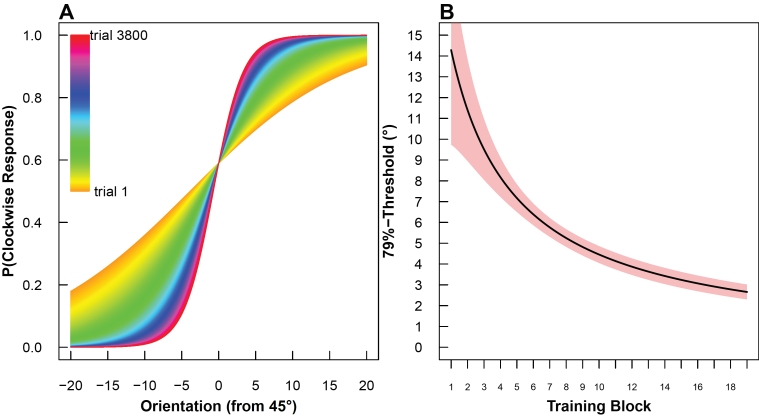 A
trial 3800
trial 1
P(Clockwise Response)
1.0
0.8
0.6
0.4
0.2
0.0
−20 −15 −10 −5 0 5 10 15 20
Orientation (from 45°)
B
79%−Threshold (°)
15
14
13
12
11
10
9
8
7
6
5
4
3
2
1
0
1 2 3 4 5 6 7 8 9 10 12 14 16 18
Training Block